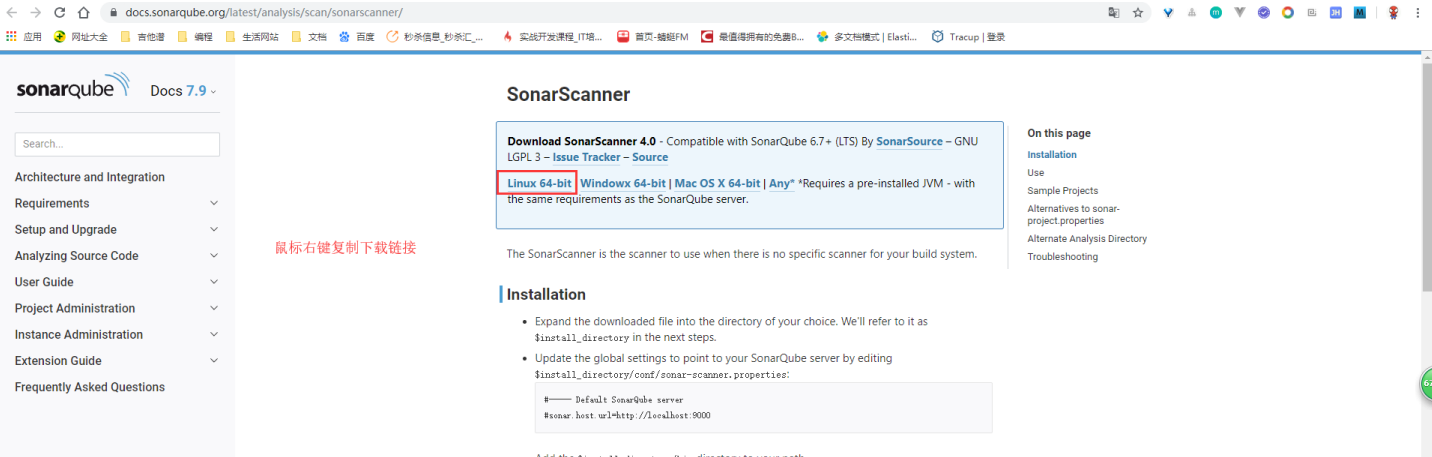 docs.sonarqube.org/latest/analysis/scan/sonarscanner/
应用 网址大全 吉他谱 编程 生活网站 文档 百度 秒杀信息_秒杀汇_... 实战开发课程_IT培... 首页-蜻蜓FM 最值得拥有的免费B... 多文档模式 | Elasti... Tracup | 登录
sonarqube Docs 7.9
Search...
Architecture and Integration
Requirements
Setup and Upgrade
Analyzing Source Code
User Guide
Project Administration
Instance Administration
Extension Guide
Frequently Asked Questions
鼠标右键复制下载链接
SonarScanner
Download SonarScanner 4.0 - Compatible with SonarQube 6.7+ (LTS) By SonarSource – GNU
LGPL 3 – Issue Tracker – Source
Linux 64-bit Windowx 64-bit | Mac OS X 64-bit | Any* *Requires a pre-installed JVM - with
the same requirements as the SonarQube server.
The SonarScanner is the scanner to use when there is no specific scanner for your build system.
Installation
• Expand the downloaded file into the directory of your choice. We'll refer to it as
$install_directory in the next steps.
• Update the global settings to point to your SonarQube server by editing
$install_directory/conf/sonar-scanner.properties:
#----- Default SonarQube server
#sonar.host.url=http://localhost:9000
On this page
Installation
Use
Sample Projects
Alternatives to sonar-
project.properties
Alternate Analysis Directory
Troubleshooting